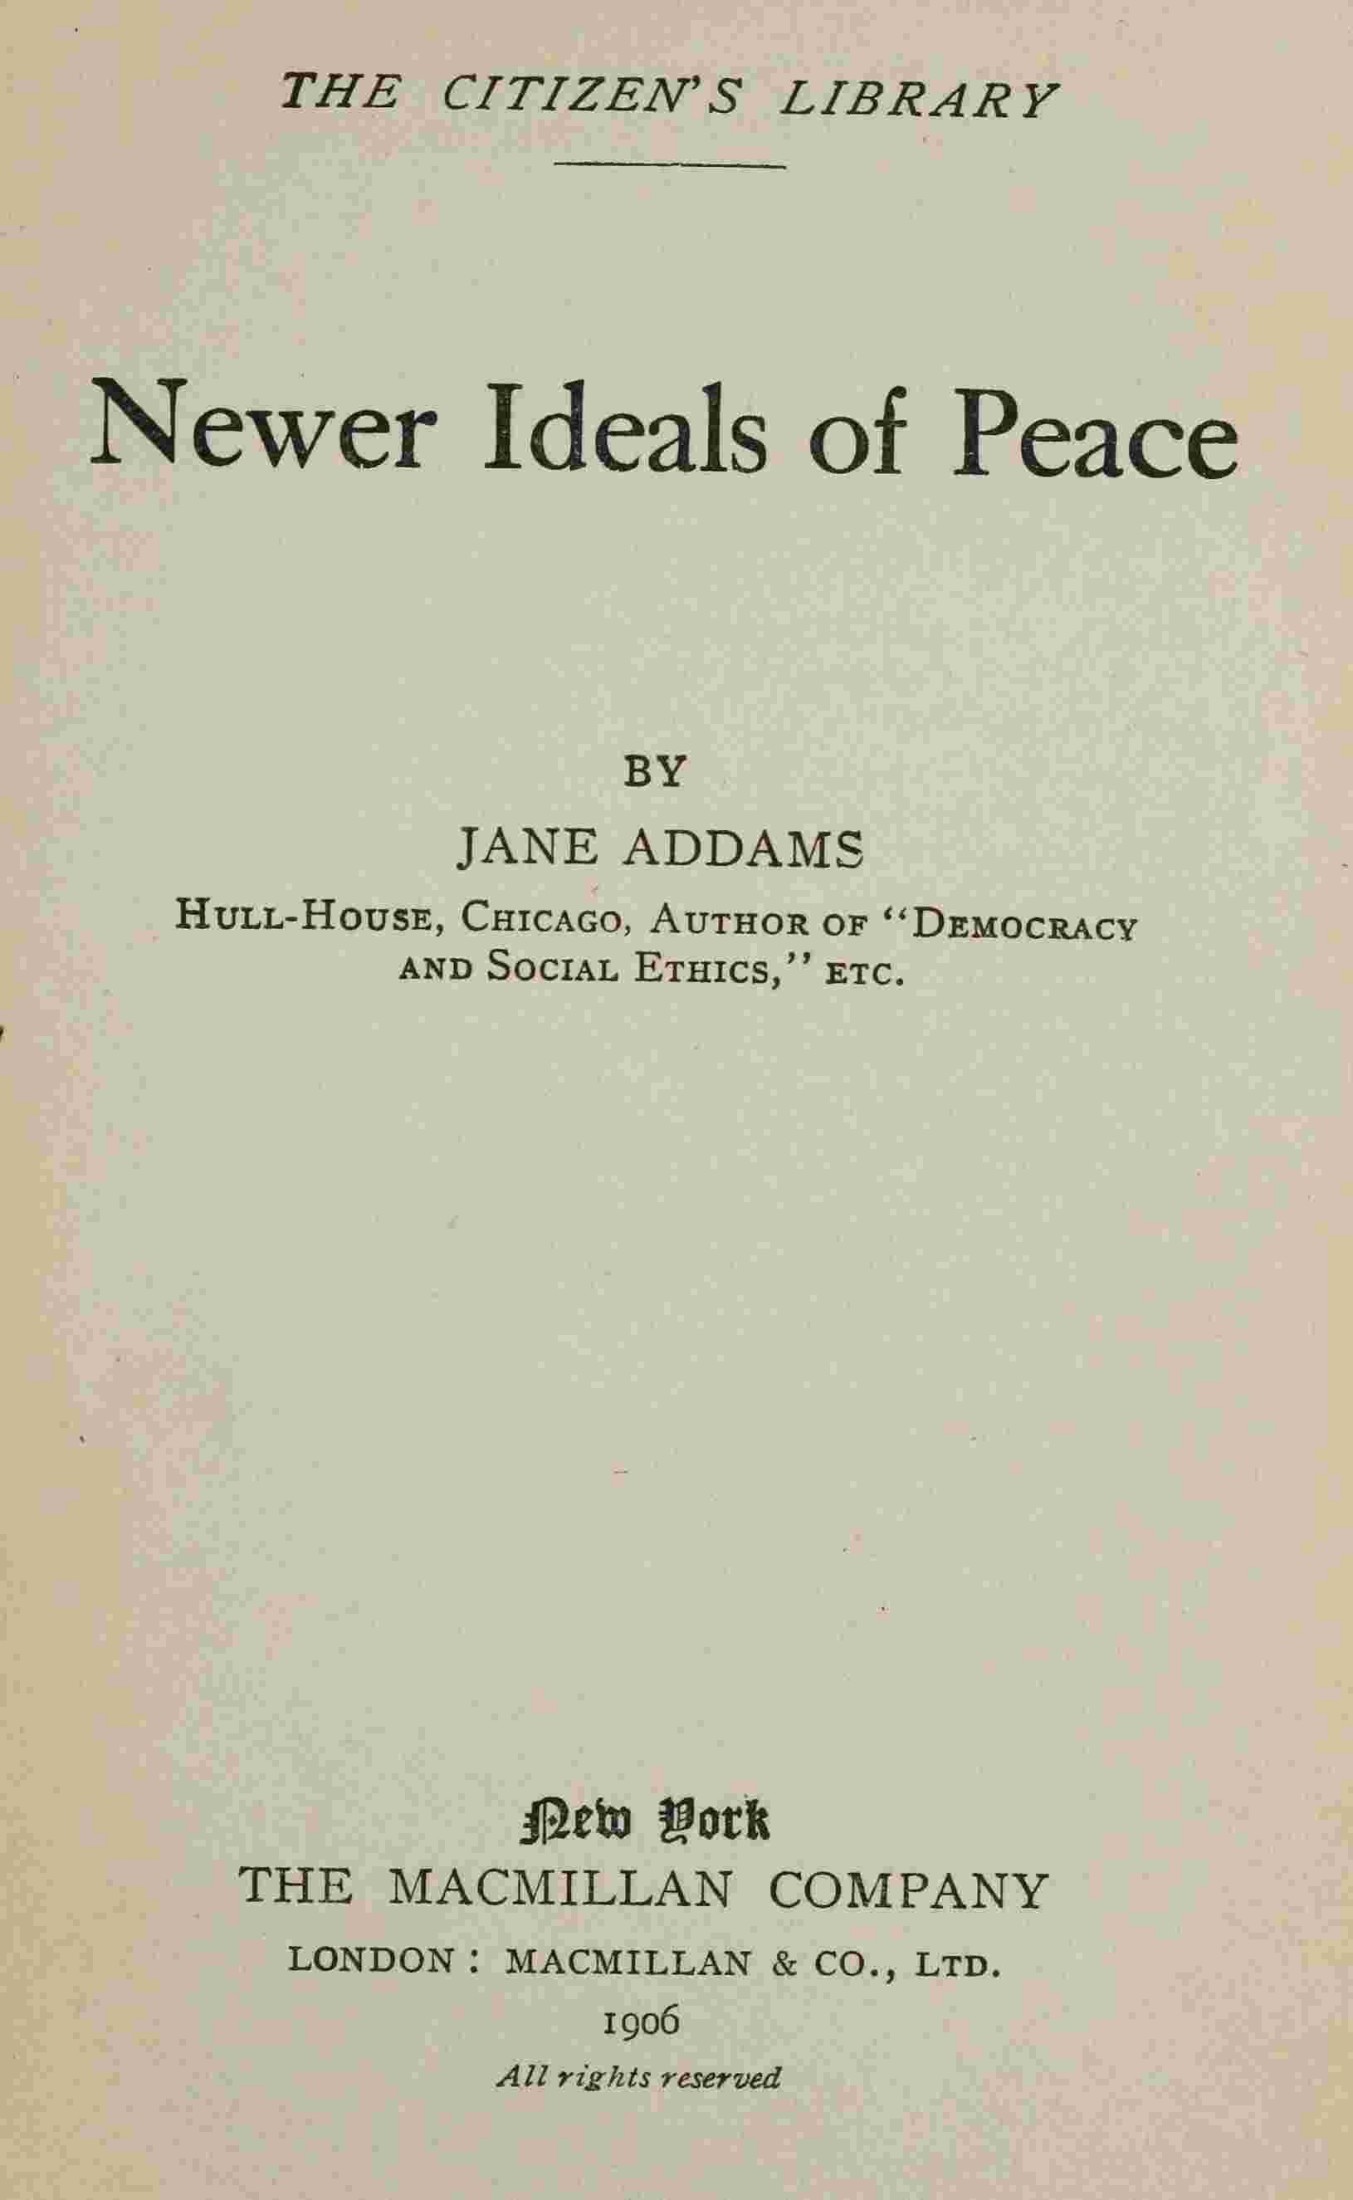 THE CITIZEN'S LIBRARY
Newer Ideals of Peace
BY
JANE ADDAMS
HULL-HOUSE, CHICAGO, AUTHOR OF "DEMOCRACY
AND SOCIAL ETHICS," ETC.
New York
THE MACMILLAN COMPANY
LONDON: MACMILLAN & CO., LTD.
1906
All rights reserved